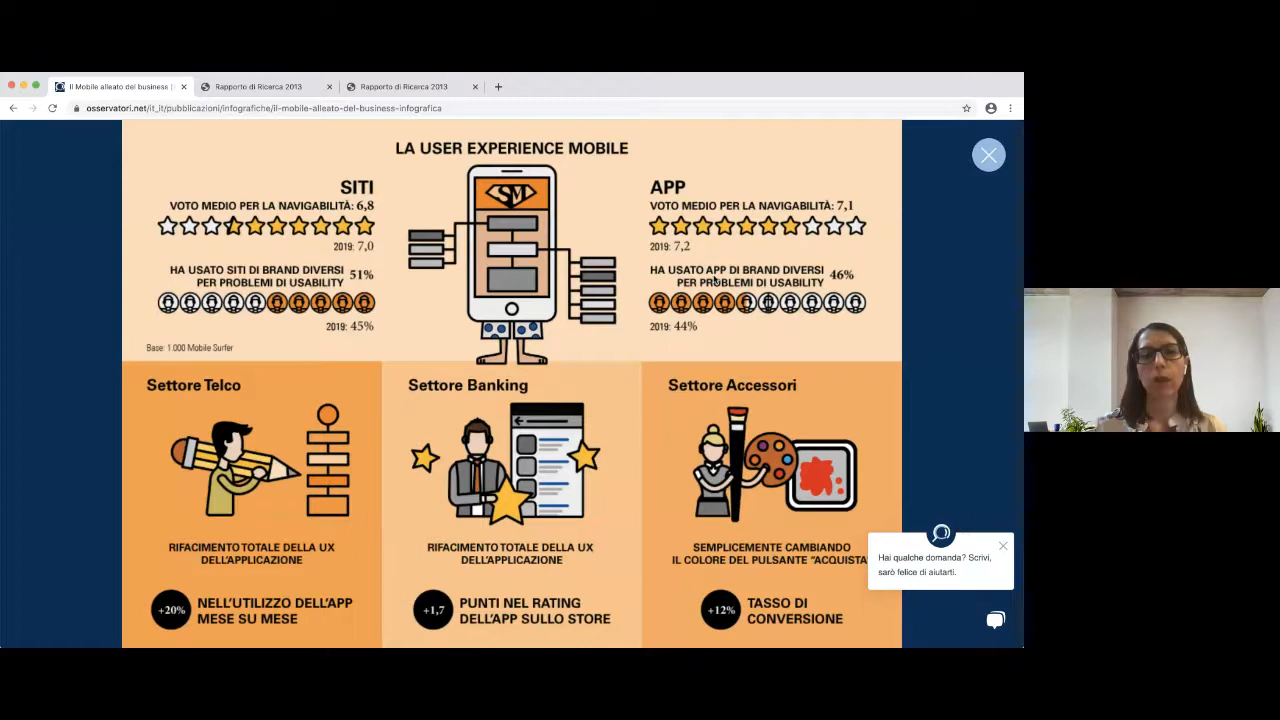 Il Mobile alleato del business |
Rapporto di Ricerca 2013
Rapporto di Ricerca 2013
osservatori.net/it_it/pubblicazioni/infografiche/il-mobile-alleato-del-business-infografica
LA USER EXPERIENCE MOBILE
SM
SITI
VOTO MEDIO PER LA NAVIGABILITÀ: 6,8
2019: 7,0
HA USATO SITI DI BRAND DIVERSI
PER PROBLEMI DI USABILITY
51%
2019: 45%
Base: 1.000 Mobile Surfer
APP
VOTO MEDIO PER LA NAVIGABILITÀ: 7,1
2019: 7,2
HA USATO APP DI BRAND DIVERSI
PER PROBLEMI DI USABILITY
46%
2019: 44%
Settore Telco
RIFACIMENTO TOTALE DELLA UX
DELL'APPLICAZIONE
+20%
NELL'UTILIZZO DELL'APP
MESE SU MESE
Settore Banking
RIFACIMENTO TOTALE DELLA UX
DELL'APPLICAZIONE
+1,7
PUNTI NEL RATING
DELL'APP SULLO STORE
Settore Accessori
SEMPLICEMENTE CAMBIANDO
IL COLORE DEL PULSANTE "ACQUISTA
+12%
TASSO DI
CONVERSIONE
Hai qualche domanda? Scrivi,
sarò felice di aiutarti.